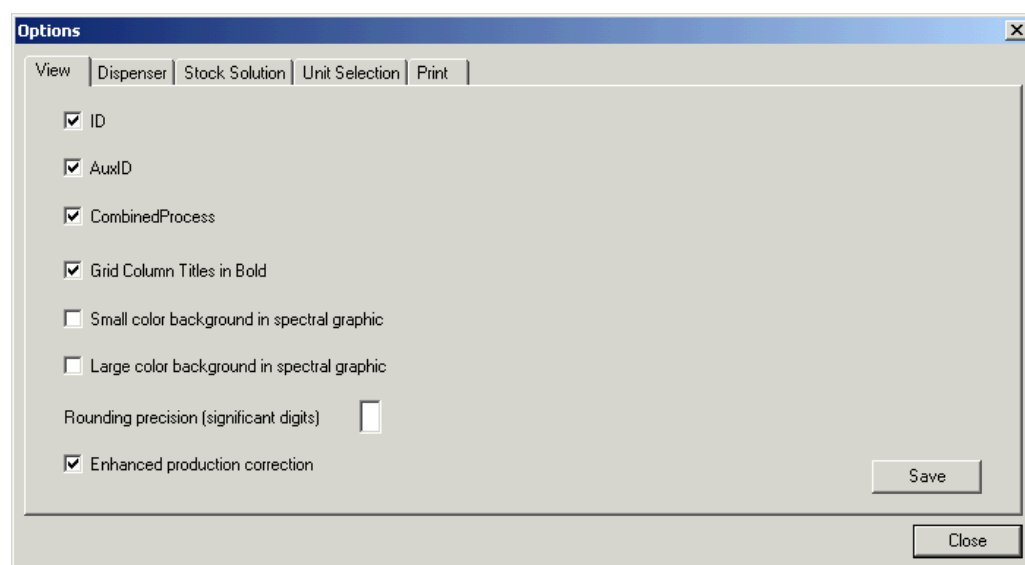 Options
View Dispenser Stock Solution Unit Selection Print
ID
AuxID
CombinedProcess
Grid Column Titles in Bold
Small color background in spectral graphic
Large color background in spectral graphic
Rounding precision (significant digits)
Enhanced production correction
Save
Close